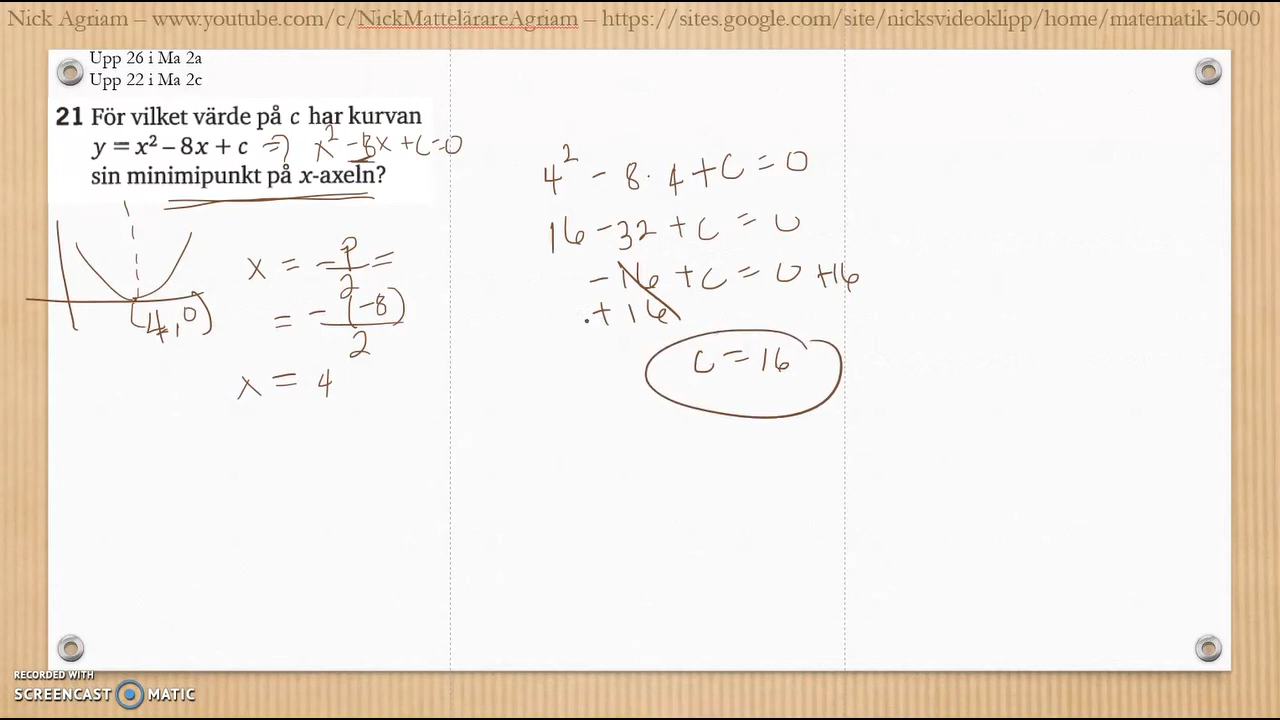 Nick Agriam – www.youtube.com/c/NickMattelärareAgriam – https://sites.google.com/site/nicksvideoklipp/home/matematik-5000
Upp 26 i Ma 2a
Upp 22 i Ma 2c
21 För vilket värde på c har kurvan
y = x² – 8x + c ⇒ x² - 8x + c = 0
sin minimipunkt på x-axeln?
(4,0)
x = -p/2 =
= -(-8)/2
x = 4
4² - 8 · 4 + c = 0
16 - 32 + c = 0
-16 + c = 0 + 16
+ 16
c = 16
RECORDED WITH
SCREENCAST MATIC